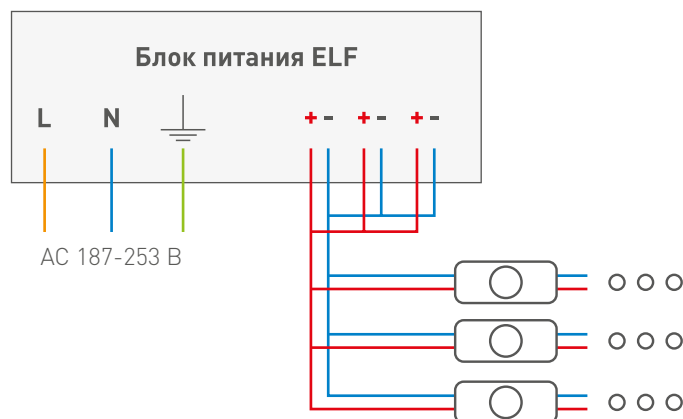 Блок питания ELF
L N + - + - + -
AC 187-253 В